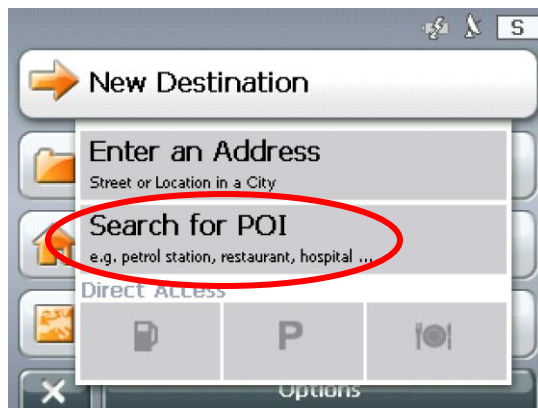 S
New Destination
Enter an Address
Street or Location in a City
Search for POI
e.g. petrol station, restaurant, hospital ...
Direct Access
P
Options